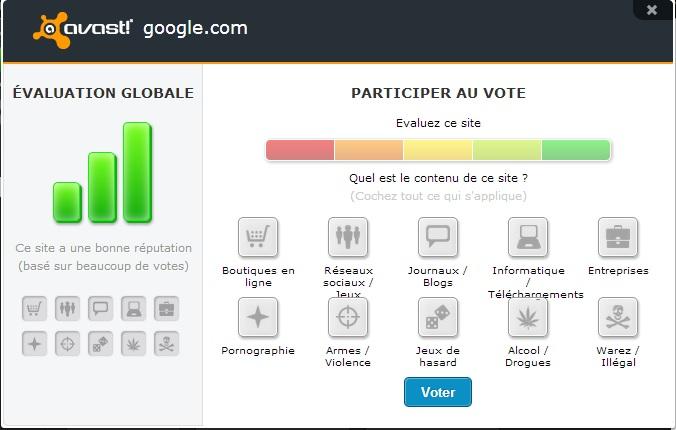 avast! google.com
ÉVALUATION GLOBALE
Ce site a une bonne réputation
(basé sur beaucoup de votes)
PARTICIPER AU VOTE
Evaluez ce site
Quel est le contenu de ce site ?
(Cochez tout ce qui s'applique)
Boutiques en
ligne
Réseaux
sociaux /
Jeux
Journaux /
Blogs
Informatique
/
Téléchargements
Entreprises
Pornographie
Armes /
Violence
Jeux de
hasard
Alcool /
Drogues
Warez /
Illégal
Voter